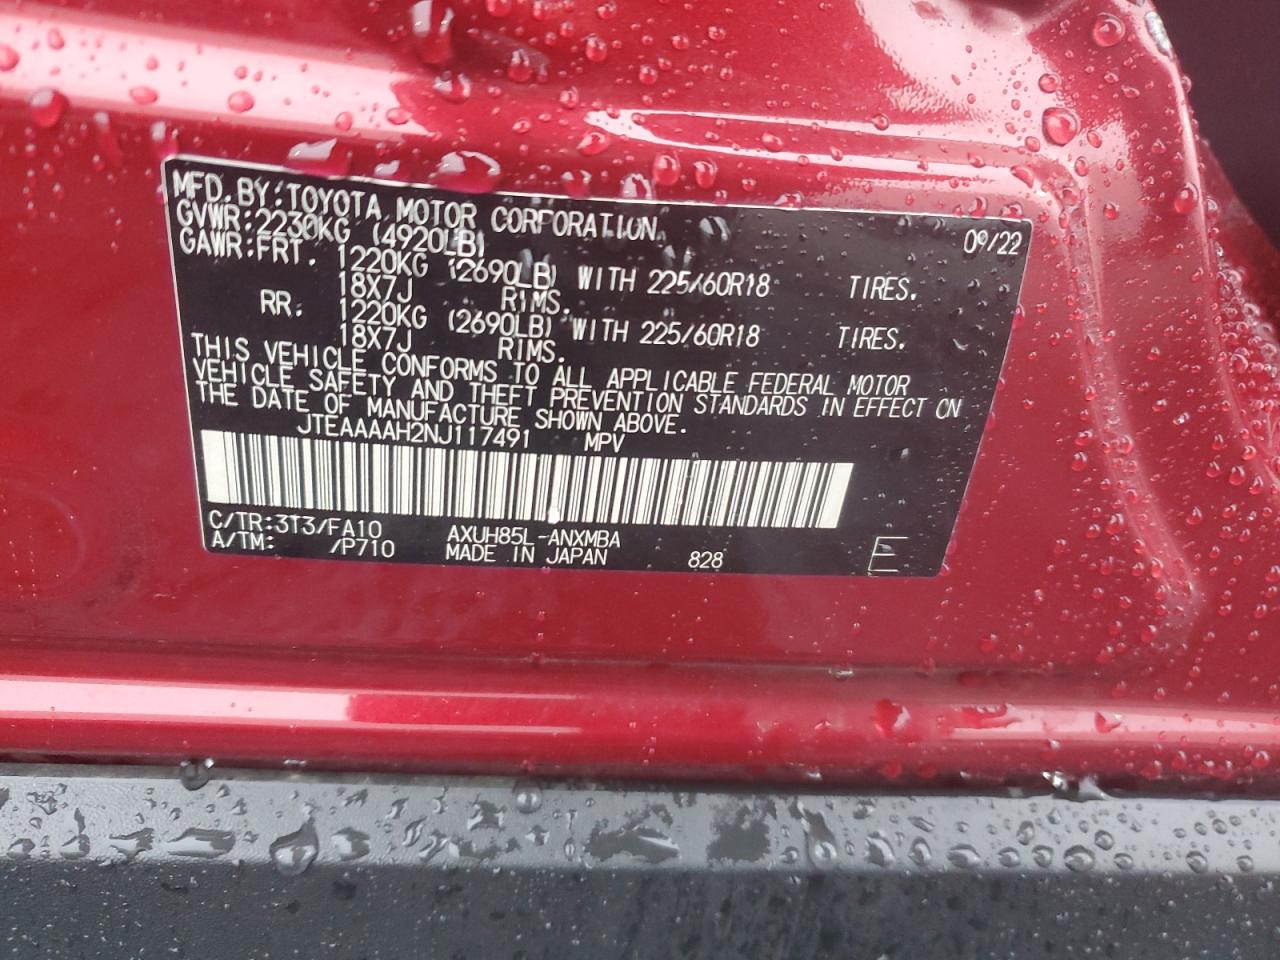 MFD. BY: TOYOTA MOTOR CORPORATION 09/22
GVWR: 2230KG (4920LB)
GAWR: FRT. 1220KG (2690LB) WITH 225/60R18 TIRES.
18X7J RIMS.
RR. 1220KG (2690LB) WITH 225/60R18 TIRES.
18X7J RIMS.
THIS VEHICLE CONFORMS TO ALL APPLICABLE FEDERAL MOTOR
VEHICLE SAFETY AND THEFT PREVENTION STANDARDS IN EFFECT ON
THE DATE OF MANUFACTURE SHOWN ABOVE.
JTEAAAAH2NJ117491 MPV
C/TR:3T3/FA10 AXUH85L-ANXMBA
A/TM: /P710 MADE IN JAPAN 828 E